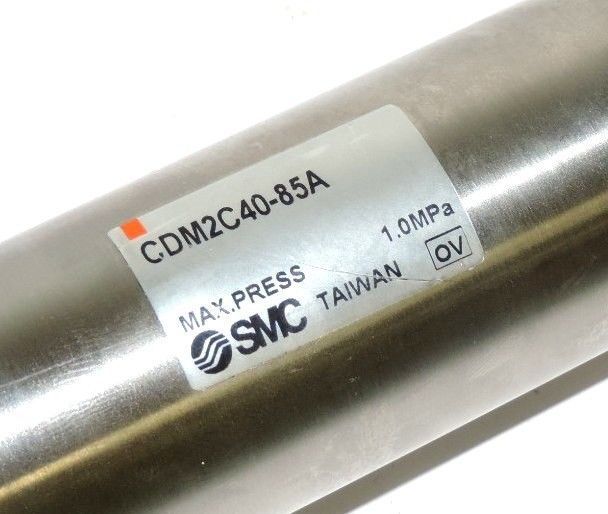 CDM2C40-85A
MAX.PRESS 1.0MPa
SMC TAIWAN OV